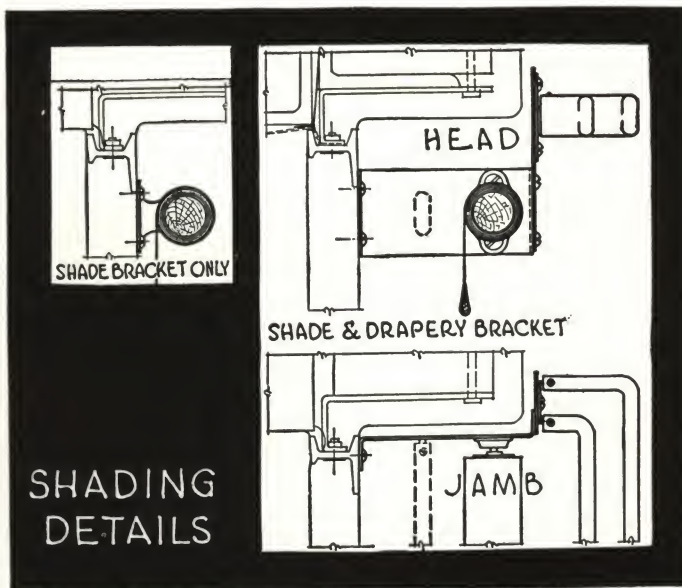 SHADE BRACKET ONLY
HEAD
SHADE & DRAPERY BRACKET
JAMB
SHADING
DETAILS